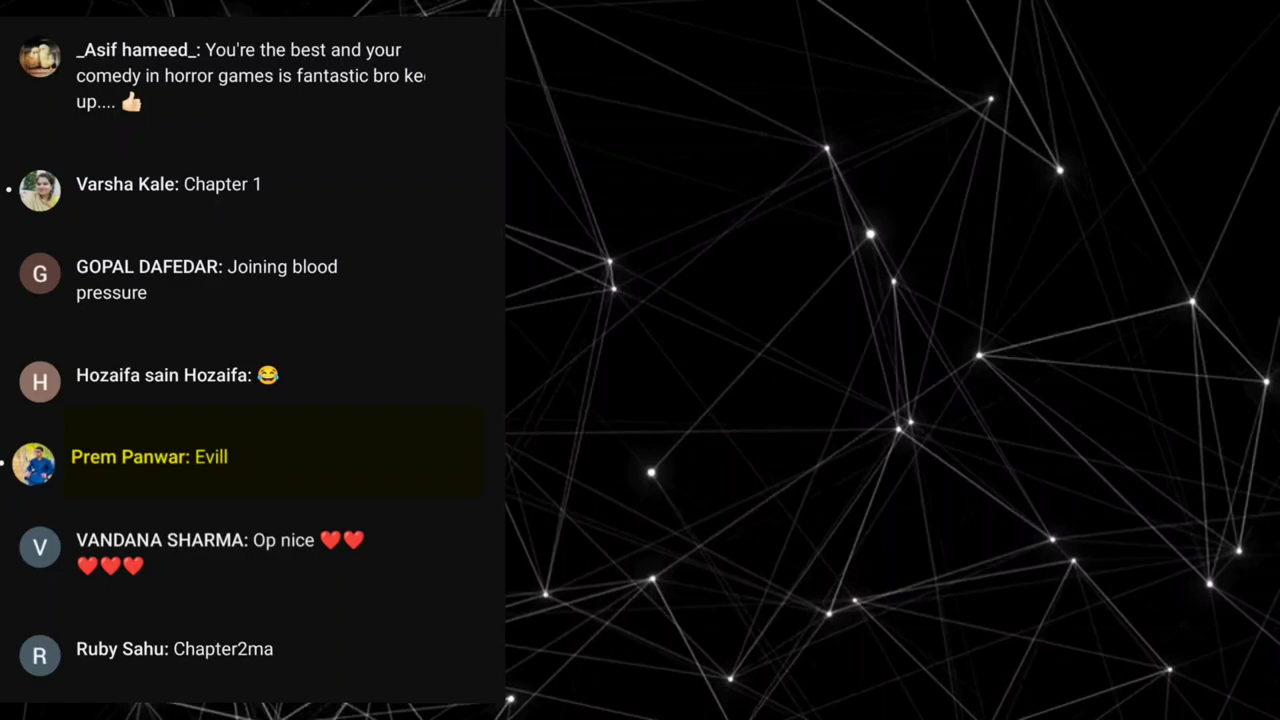 _Asif hameed_: You're the best and your
comedy in horror games is fantastic bro ke
up.... 👍🏻
Varsha Kale: Chapter 1
G
GOPAL DAFEDAR: Joining blood
pressure
H
Hozaifa sain Hozaifa: 😂
Prem Panwar: Evill
V
VANDANA SHARMA: Op nice ❤️❤️
❤️❤️❤️
R
Ruby Sahu: Chapter2ma